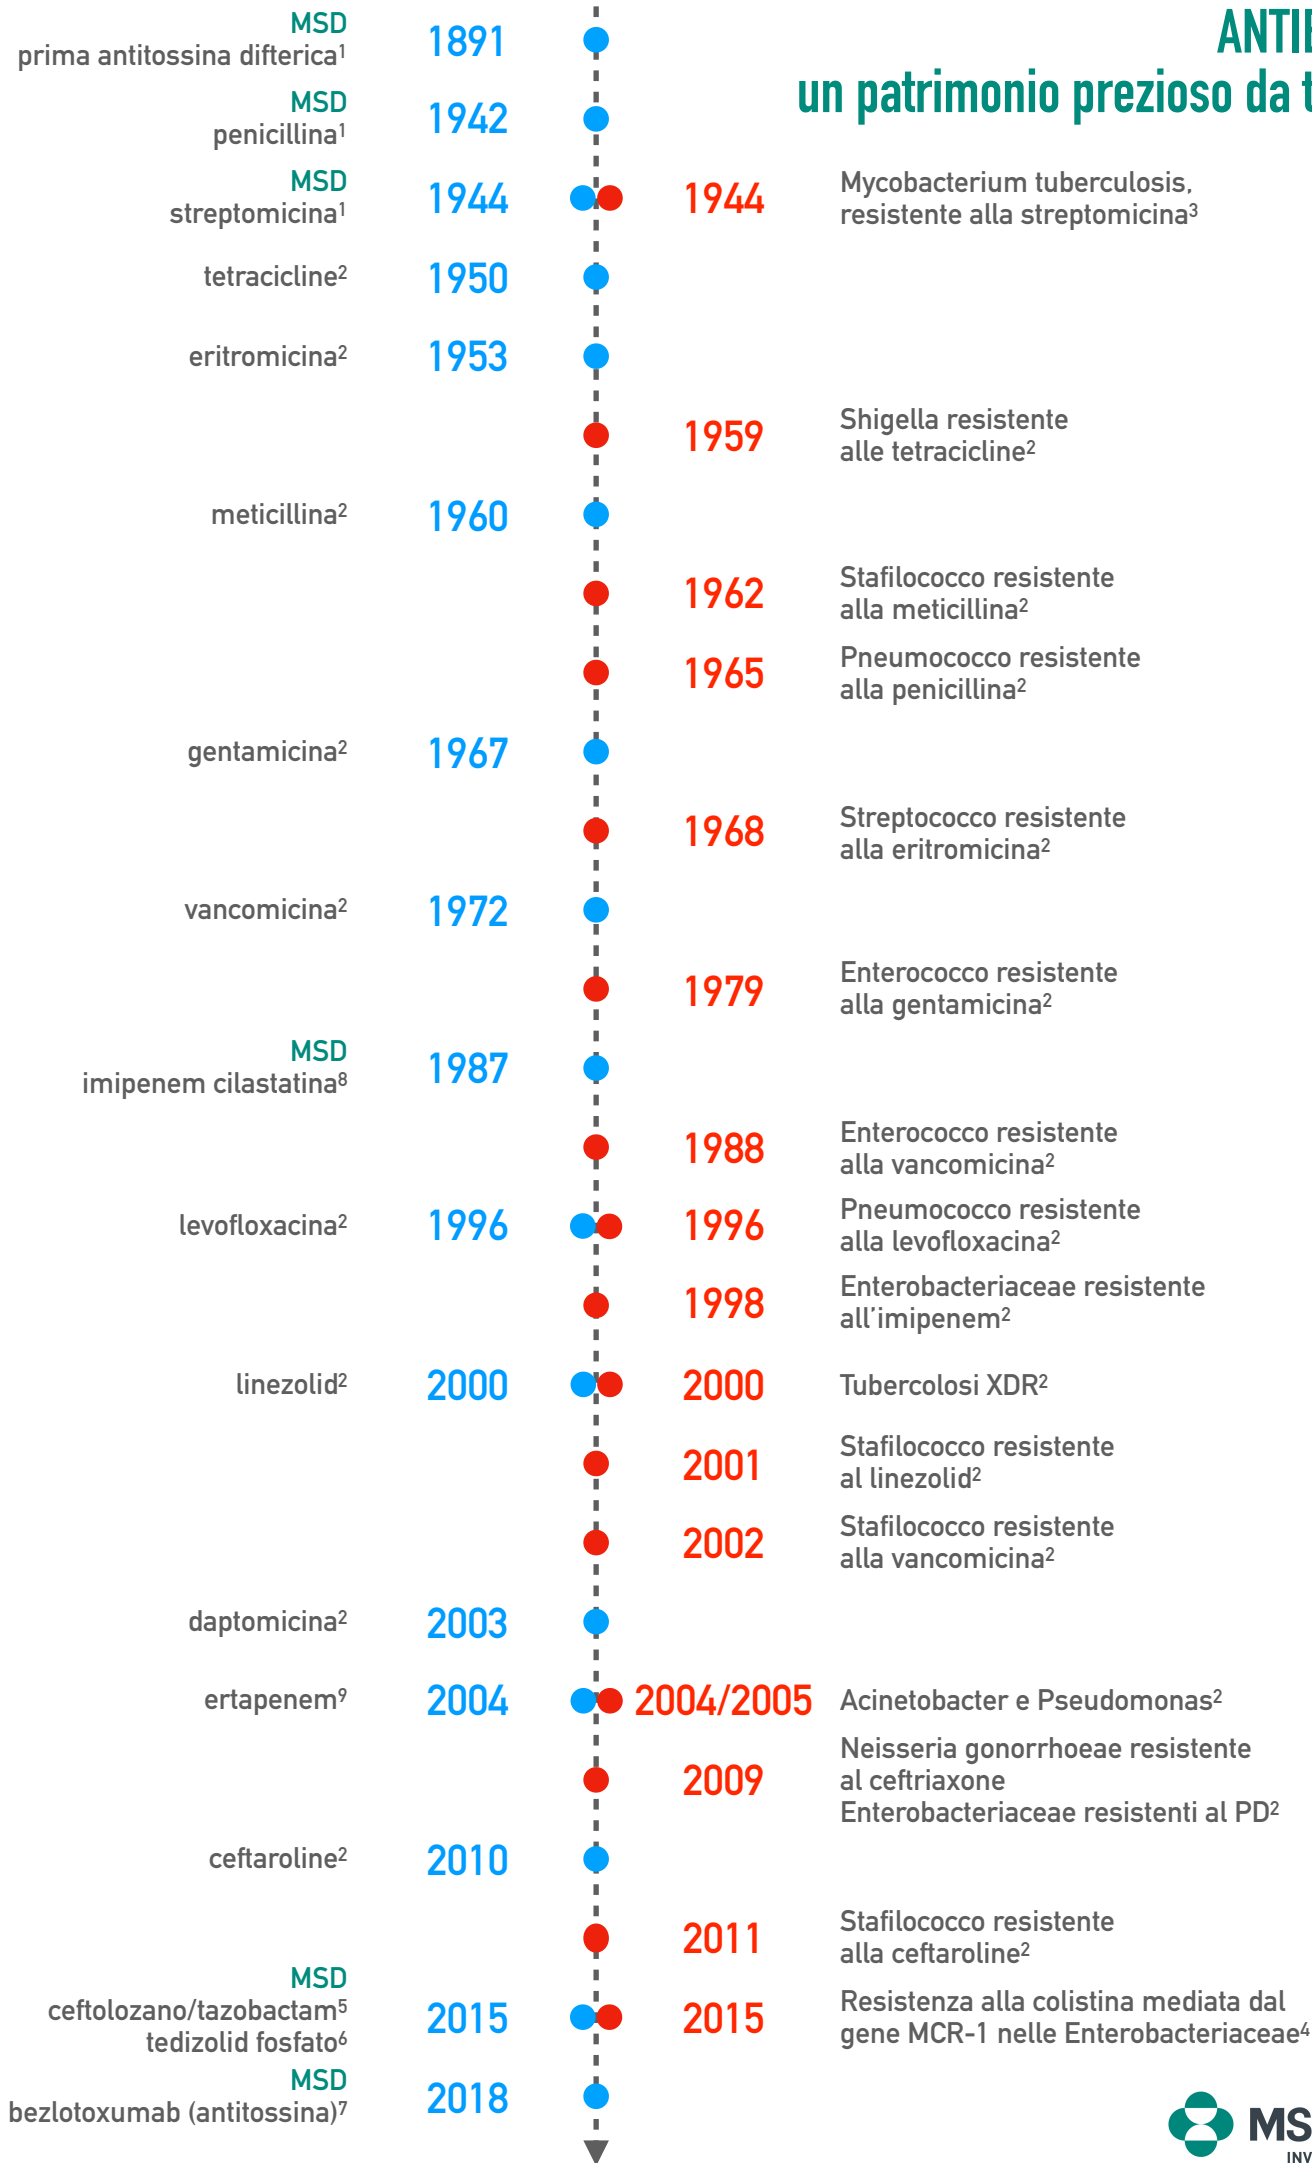 ANTIB
un patrimonio prezioso da t
MSD
prima antitossina difterica¹
1891
MSD
penicillina¹
1942
MSD
streptomicina¹
1944
1944
Mycobacterium tuberculosis,
resistente alla streptomicina³
tetracicline²
1950
eritromicina²
1953
1959
Shigella resistente
alle tetracicline²
meticillina²
1960
1962
Stafilococco resistente
alla meticillina²
1965
Pneumococco resistente
alla penicillina²
gentamicina²
1967
1968
Streptococco resistente
alla eritromicina²
vancomicina²
1972
1979
Enterococco resistente
alla gentamicina²
MSD
imipenem cilastatina⁸
1987
1988
Enterococco resistente
alla vancomicina²
levofloxacina²
1996
1996
Pneumococco resistente
alla levofloxacina²
1998
Enterobacteriaceae resistente
all'imipenem²
linezolid²
2000
2000
Tubercolosi XDR²
2001
Stafilococco resistente
al linezolid²
2002
Stafilococco resistente
alla vancomicina²
daptomicina²
2003
ertapenem⁹
2004
2004/2005
Acinetobacter e Pseudomonas²
2009
Neisseria gonorrhoeae resistente
al ceftriaxone
Enterobacteriaceae resistenti al PD²
ceftaroline²
2010
2011
Stafilococco resistente
alla ceftaroline²
MSD
ceftolozano/tazobactam⁵
tedizolid fosfato⁶
2015
2015
Resistenza alla colistina mediata dal
gene MCR-1 nelle Enterobacteriaceae⁴
MSD
bezlotoxumab (antitossina)⁷
2018
MS
INV